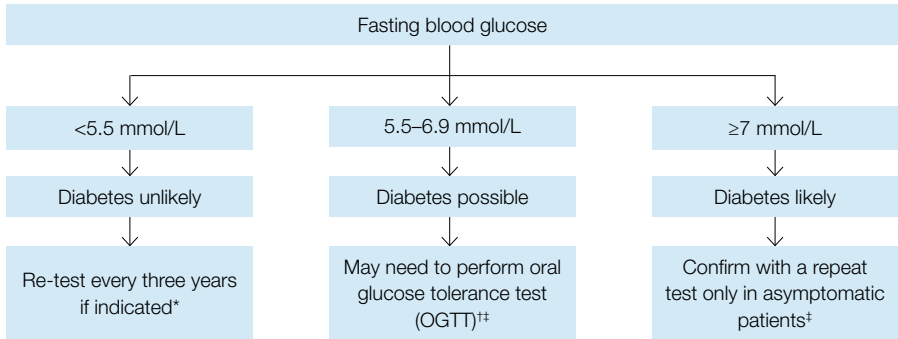 Fasting blood glucose
<5.5 mmol/L
5.5–6.9 mmol/L
≥7 mmol/L
Diabetes unlikely
Diabetes possible
Diabetes likely
Re-test every three years
if indicated*
May need to perform oral
glucose tolerance test
(OGTT)†‡
Confirm with a repeat
test only in asymptomatic
patients‡